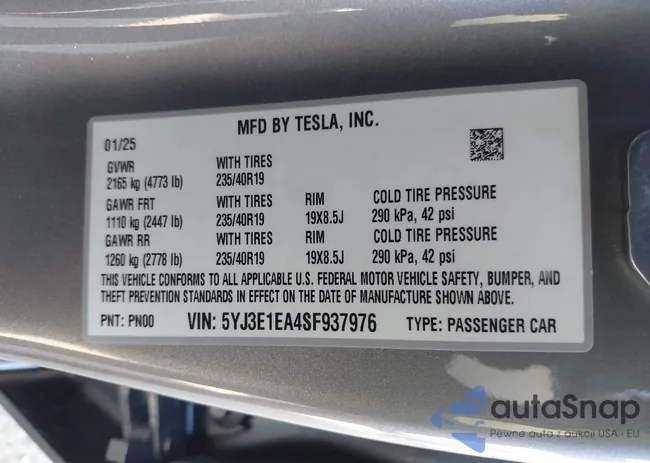 MFD BY TESLA, INC.
01/25
GVWR WITH TIRES
2165 kg (4773 lb) 235/40R19
GAWR FRT WITH TIRES RIM COLD TIRE PRESSURE
1110 kg (2447 lb) 235/40R19 19X8.5J 290 kPa, 42 psi
GAWR RR WITH TIRES RIM COLD TIRE PRESSURE
1260 kg (2778 lb) 235/40R19 19X8.5J 290 kPa, 42 psi
THIS VEHICLE CONFORMS TO ALL APPLICABLE U.S. FEDERAL MOTOR VEHICLE SAFETY, BUMPER, AND
THEFT PREVENTION STANDARDS IN EFFECT ON THE DATE OF MANUFACTURE SHOWN ABOVE.
PNT: PN00 VIN: 5YJ3E1EA4SF937976 TYPE: PASSENGER CAR
autaSnap
Pewne auta z aukcji USA i EU